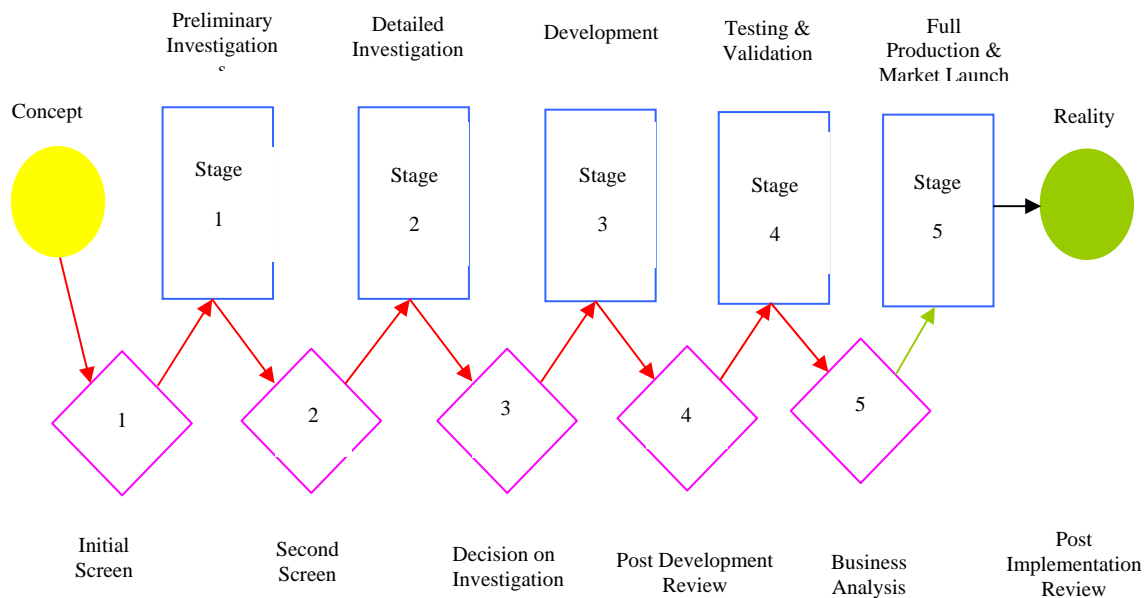 Preliminary
Investigation
s
Detailed
Investigation
Development
Testing &
Validation
Full
Production &
Market Launch
Concept
Reality
Stage
1
Stage
2
Stage
3
Stage
4
Stage
5
1
2
3
4
5
Initial
Screen
Second
Screen
Decision on
Investigation
Post Development
Review
Business
Analysis
Post
Implementation
Review